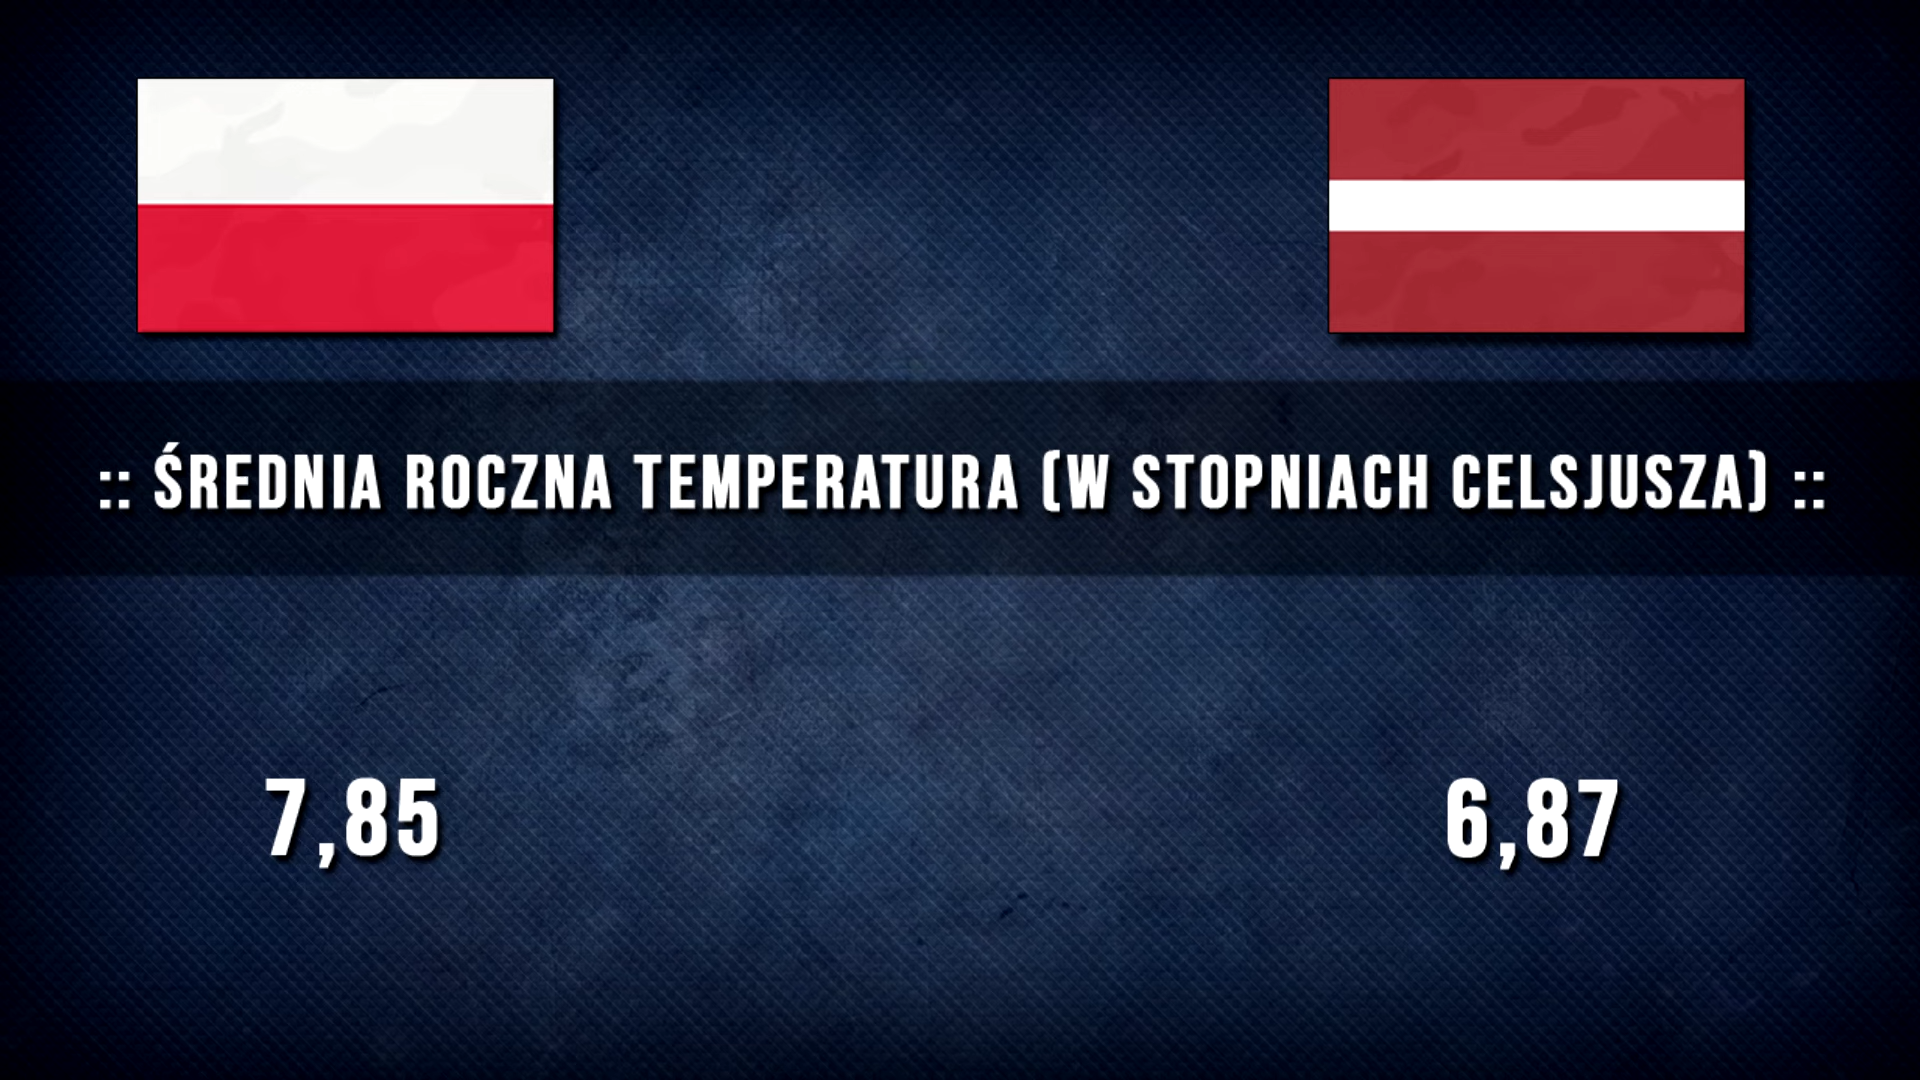 :: ŚREDNIA ROCZNA TEMPERATURA (W STOPNIACH CELSJUSZA) ::
7,85
6,87